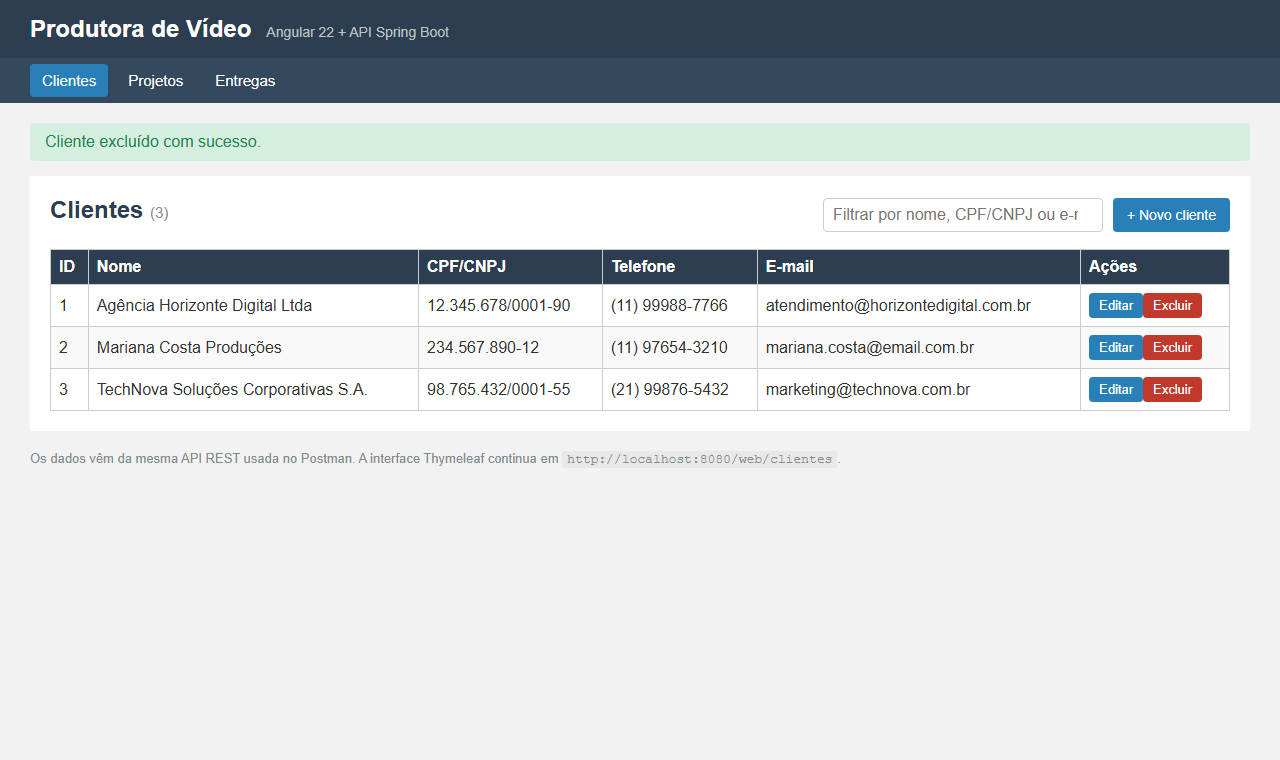 Produtora de Vídeo Angular 22 + API Spring Boot
Clientes Projetos Entregas
Cliente excluído com sucesso.
Clientes (3) Filtrar por nome, CPF/CNPJ ou e-r + Novo cliente
ID Nome CPF/CNPJ Telefone E-mail Ações
1 Agência Horizonte Digital Ltda 12.345.678/0001-90 (11) 99988-7766 atendimento@horizontedigital.com.br Editar Excluir
2 Mariana Costa Produções 234.567.890-12 (11) 97654-3210 mariana.costa@email.com.br Editar Excluir
3 TechNova Soluções Corporativas S.A. 98.765.432/0001-55 (21) 99876-5432 marketing@technova.com.br Editar Excluir
Os dados vêm da mesma API REST usada no Postman. A interface Thymeleaf continua em http://localhost:8080/web/clientes.